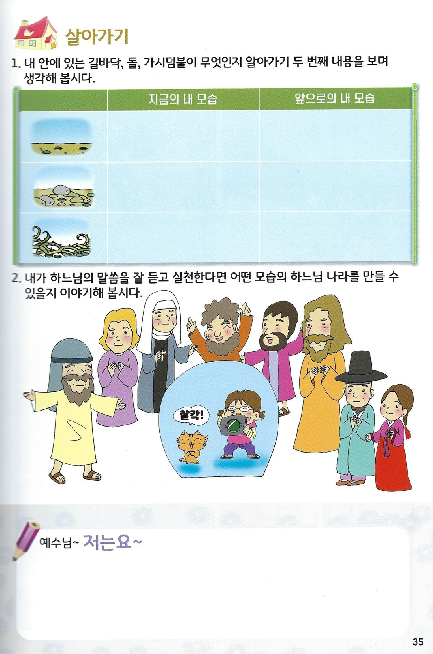 살아가기
1. 내 안에 있는 길바닥, 돌, 가시덤불이 무엇인지 알아가기 두 번째 내용을 보며
생각해 봅시다.
지금의 내 모습 앞으로의 내 모습
2. 내가 하느님의 말씀을 잘 듣고 실천한다면 어떤 모습의 하느님 나라를 만들 수
있을지 이야기해 봅시다.
찰칵!
예수님~ 저는요~
35